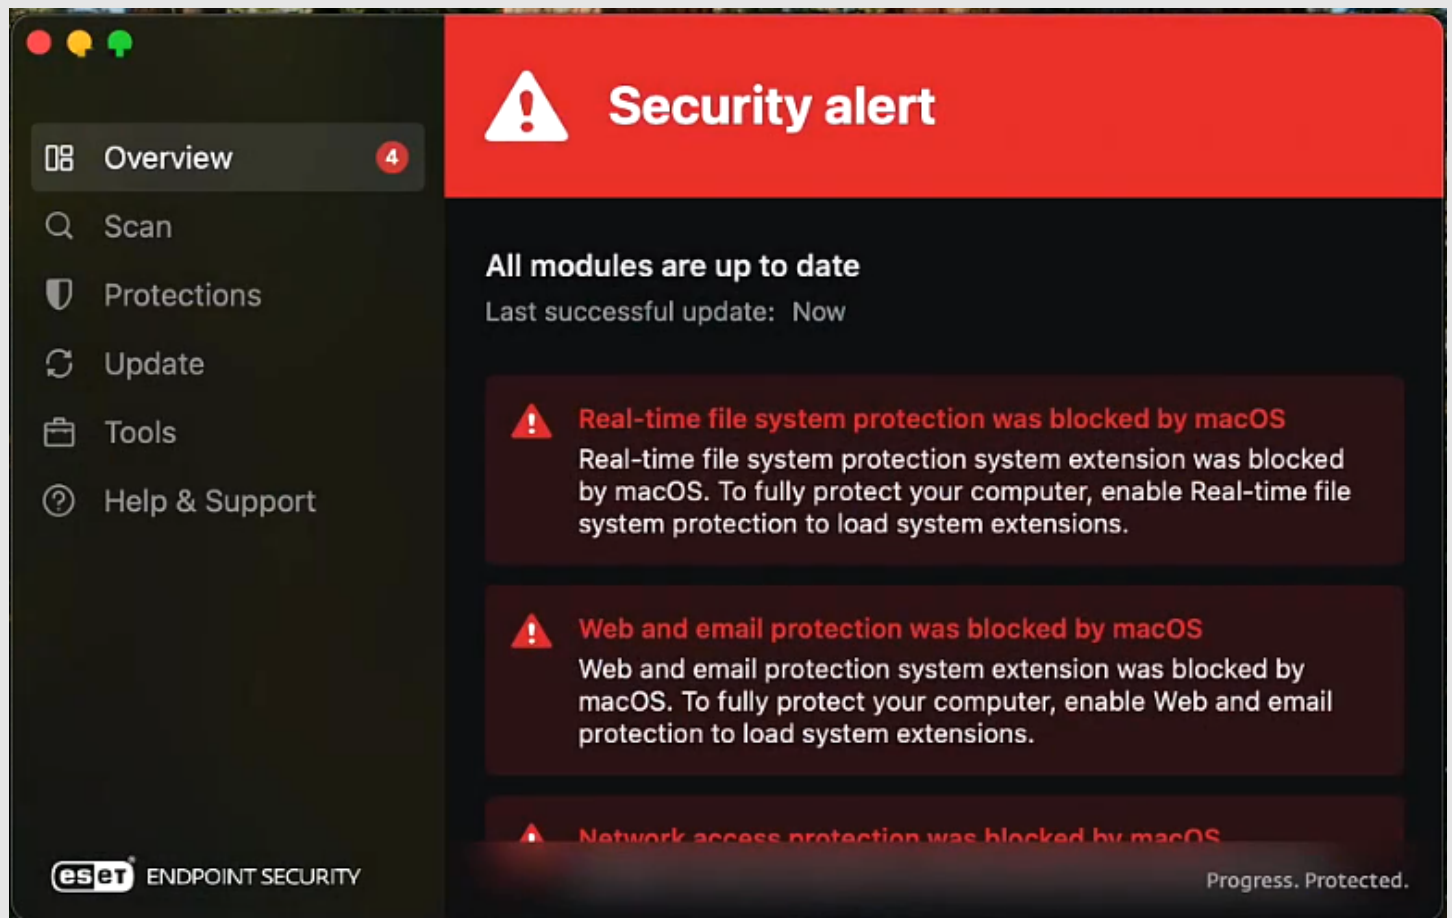 Overview 4
Scan
Protections
Update
Tools
Help & Support
eseT ENDPOINT SECURITY
Security alert
All modules are up to date
Last successful update: Now
Real-time file system protection was blocked by macOS
Real-time file system protection system extension was blocked
by macOS. To fully protect your computer, enable Real-time file
system protection to load system extensions.
Web and email protection was blocked by macOS
Web and email protection system extension was blocked by
macOS. To fully protect your computer, enable Web and email
protection to load system extensions.
Network access protection was blocked by macOS
Progress. Protected.